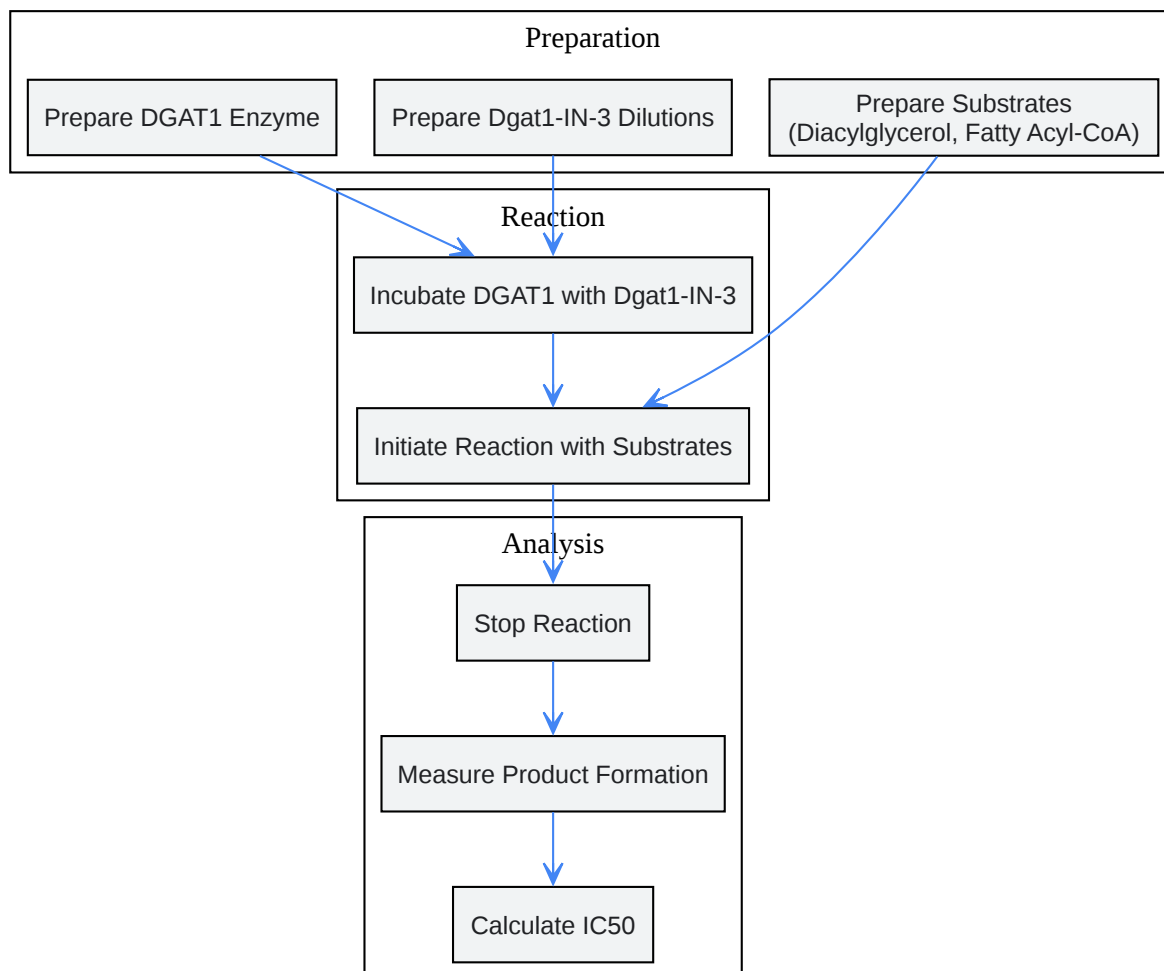 Preparation
Prepare DGAT1 Enzyme
Prepare Dgat1-IN-3 Dilutions
Prepare Substrates
(Diacylglycerol, Fatty Acyl-CoA)
Reaction
Incubate DGAT1 with Dgat1-IN-3
Initiate Reaction with Substrates
Analysis
Stop Reaction
Measure Product Formation
Calculate IC50